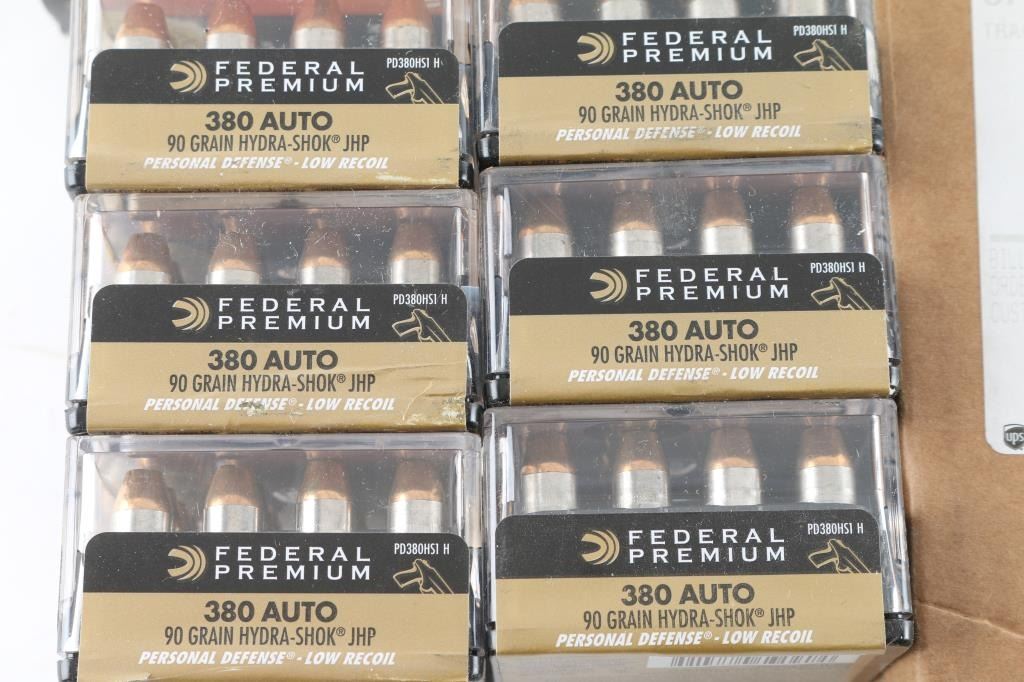 FEDERAL
PREMIUM
PD380HS1 H
380 AUTO
90 GRAIN HYDRA-SHOK® JHP
PERSONAL DEFENSE® - LOW RECOIL
FEDERAL
PREMIUM
PD380HS1 H
380 AUTO
90 GRAIN HYDRA-SHOK® JHP
PERSONAL DEFENSE® - LOW RECOIL
FEDERAL
PREMIUM
PD380HS1 H
380 AUTO
90 GRAIN HYDRA-SHOK® JHP
PERSONAL DEFENSE® - LOW RECOIL
FEDERAL
PREMIUM
PD380HS1 H
380 AUTO
90 GRAIN HYDRA-SHOK® JHP
PERSONAL DEFENSE® - LOW RECOIL
FEDERAL
PREMIUM
PD380HS1 H
380 AUTO
90 GRAIN HYDRA-SHOK® JHP
PERSONAL DEFENSE® - LOW RECOIL
FEDERAL
PREMIUM
PD380HS1 H
380 AUTO
90 GRAIN HYDRA-SHOK® JHP
PERSONAL DEFENSE® - LOW RECOIL
ups